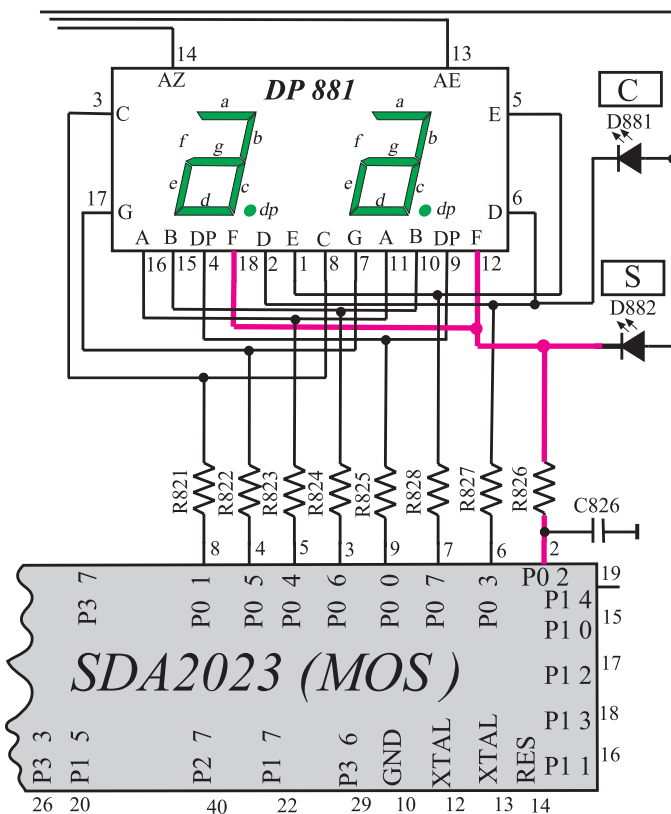 14 13
AZ DP 881 AE
3 C a a E 5
f b f b
g g
e c e c
d dp d dp
17 G D 6
A B DP F D E C G A B DP F
16 15 4 18 2 1 8 7 11 10 9 12
C
D881
S
D882
R821 R822 R823 R824 R825 R828 R827 R826
C826
8 4 5 3 9 7 6 2
P3 7 P0 1 P0 5 P0 4 P0 6 P0 0 P0 7 P0 3 P0 2
19
P1 4
15
P1 0
17
P1 2
18
P1 3
16
P1 1
SDA2023 (MOS )
P3 3 P1 5 P2 7 P1 7 P3 6 GND XTAL XTAL RES
26 20 40 22 29 10 12 13 14